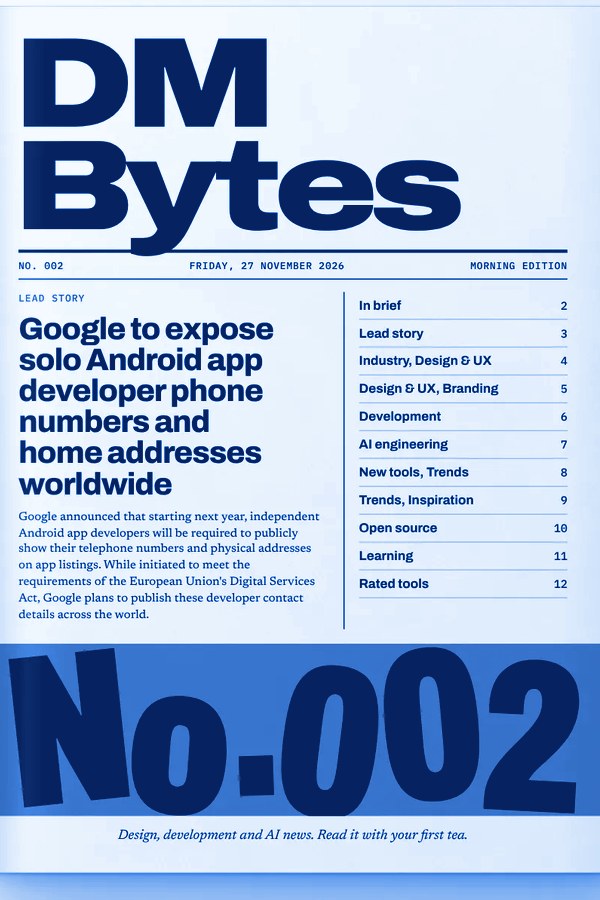 DM
Bytes
NO. 002
FRIDAY, 27 NOVEMBER 2026
MORNING EDITION
LEAD STORY
Google to expose
solo Android app
developer phone
numbers and
home addresses
worldwide
Google announced that starting next year, independent
Android app developers will be required to publicly
show their telephone numbers and physical addresses
on app listings. While initiated to meet the
requirements of the European Union's Digital Services
Act, Google plans to publish these developer contact
details across the world.
In brief 2
Lead story 3
Industry, Design & UX 4
Design & UX, Branding 5
Development 6
AI engineering 7
New tools, Trends 8
Trends, Inspiration 9
Open source 10
Learning 11
Rated tools 12
No.002
Design, development and AI news. Read it with your first tea.